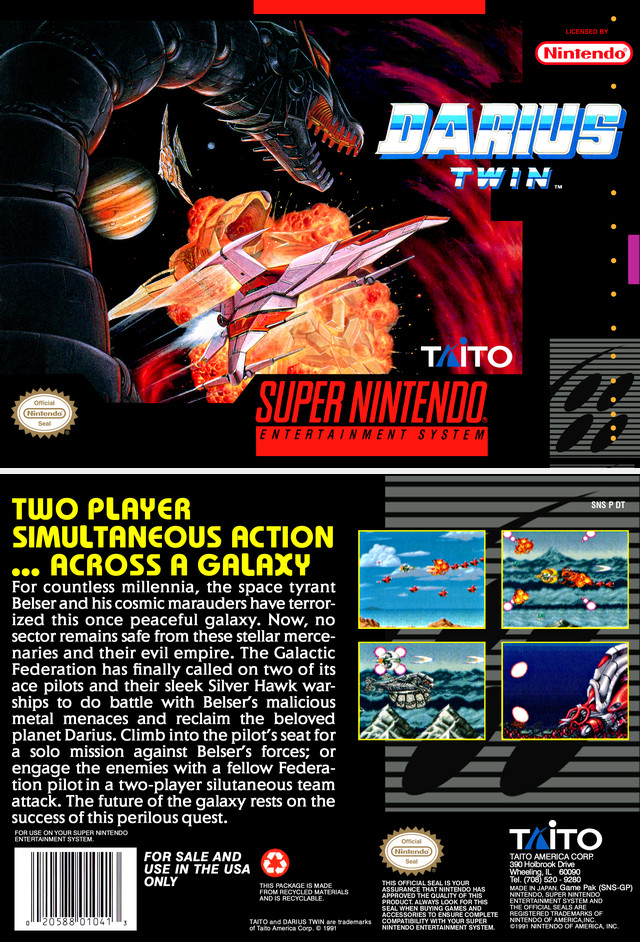 LICENSED BY
Nintendo®
DARIUS
TWIN™
TAITO
Official
Nintendo
Seal
SUPER NINTENDO®
ENTERTAINMENT SYSTEM
SNS P DT
TWO PLAYER
SIMULTANEOUS ACTION
... ACROSS A GALAXY
For countless millennia, the space tyrant
Belser and his cosmic marauders have terror-
ized this once peaceful galaxy. Now, no
sector remains safe from these stellar merce-
naries and their evil empire. The Galactic
Federation has finally called on two of its
ace pilots and their sleek Silver Hawk war-
ships to do battle with Belser's malicious
metal menaces and reclaim the beloved
planet Darius. Climb into the pilot's seat for
a solo mission against Belser's forces; or
engage the enemies with a fellow Federa-
tion pilot in a two-player silutaneous team
attack. The future of the galaxy rests on the
success of this perilous quest.
FOR USE ON YOUR SUPER NINTENDO
ENTERTAINMENT SYSTEM.
0 20588 01041 3
FOR SALE AND
USE IN THE USA
ONLY
THIS PACKAGE IS MADE
FROM RECYCLED MATERIALS
AND IS RECYCLABLE.
TAITO and DARIUS TWIN are trademarks
of Taito America Corp. © 1991
Official
Nintendo
Seal
THIS OFFICIAL SEAL IS YOUR
ASSURANCE THAT NINTENDO HAS
APPROVED THE QUALITY OF THIS
PRODUCT. ALWAYS LOOK FOR THIS
SEAL WHEN BUYING GAMES AND
ACCESSORIES TO ENSURE COMPLETE
COMPATIBILITY WITH YOUR SUPER
NINTENDO ENTERTAINMENT SYSTEM.
TAITO
TAITO AMERICA CORP.
390 Holbrook Drive
Wheeling, IL 60090
Tel. (708) 520 - 9280
MADE IN JAPAN. Game Pak (SNS-GP)
NINTENDO, SUPER NINTENDO
ENTERTAINMENT SYSTEM AND
THE OFFICIAL SEALS ARE
REGISTERED TRADEMARKS OF
NINTENDO OF AMERICA,INC.
©1991 NINTENDO OF AMERICA, INC.